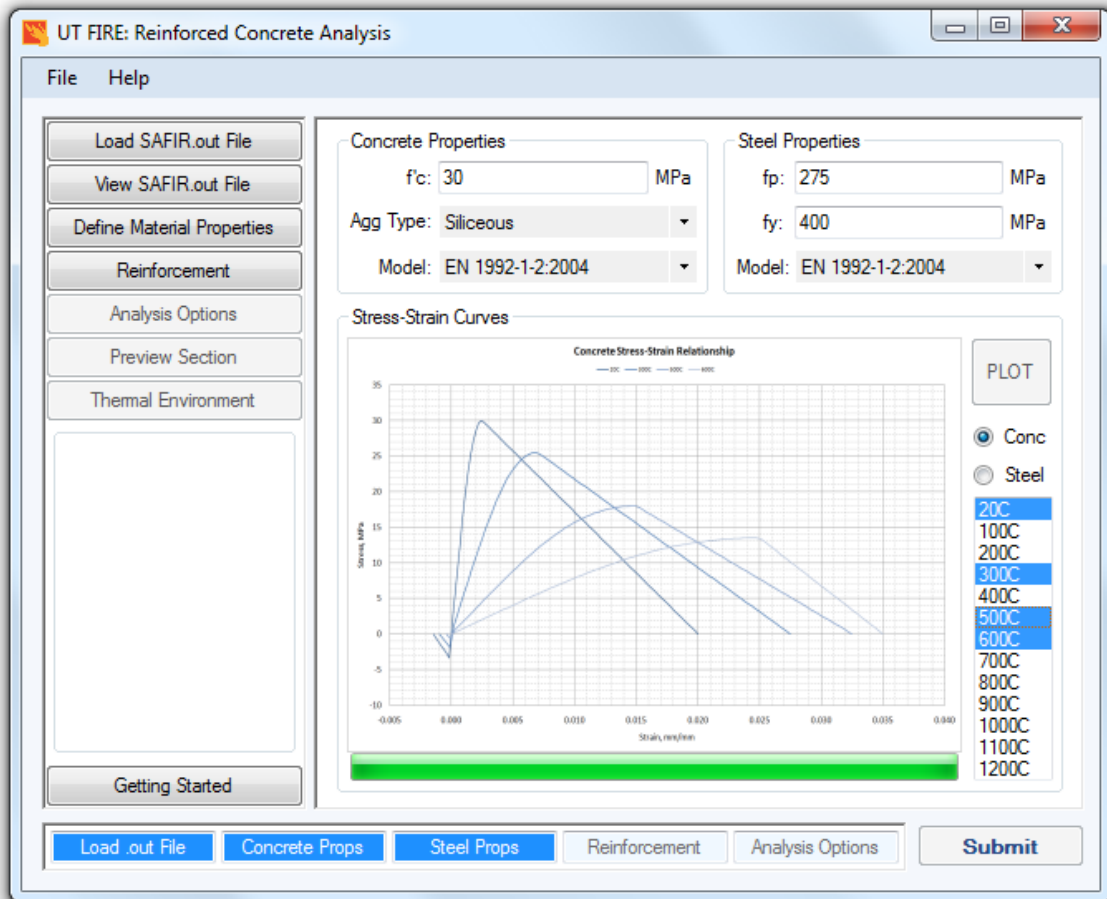 UT FIRE: Reinforced Concrete Analysis
File Help
Load SAFIR.out File
View SAFIR.out File
Define Material Properties
Reinforcement
Analysis Options
Preview Section
Thermal Environment
Getting Started
Concrete Properties
f'c: 30 MPa
Agg Type: Siliceous
Model: EN 1992-1-2:2004
Steel Properties
fp: 275 MPa
fy: 400 MPa
Model: EN 1992-1-2:2004
Stress-Strain Curves
Concrete Stress-Strain Relationship
20C 300C 500C 600C
35
30
25
20
15
10
5
0
-5
-10
Stress, MPa
-0.005 0.000 0.005 0.010 0.015 0.020 0.025 0.030 0.035 0.040
Strain, mm/mm
PLOT
Conc
Steel
20C
100C
200C
300C
400C
500C
600C
700C
800C
900C
1000C
1100C
1200C
Load .out File Concrete Props Steel Props Reinforcement Analysis Options Submit